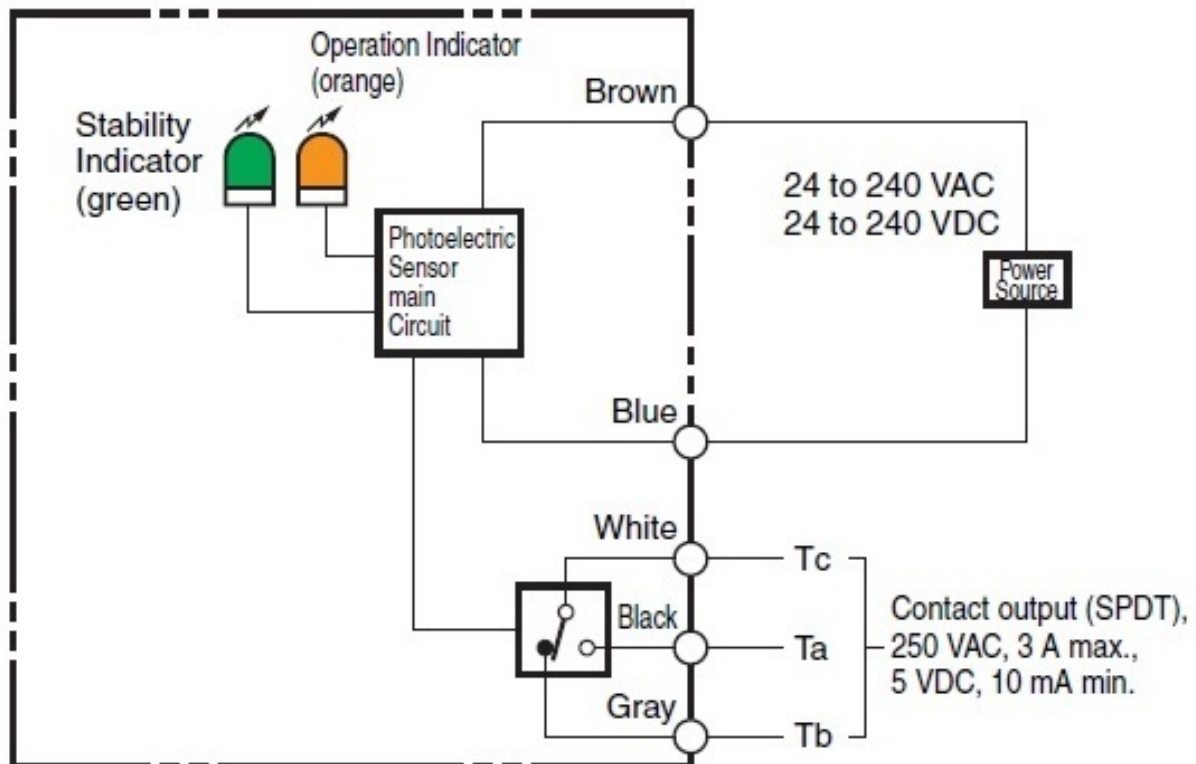 Operation Indicator
(orange)
Stability
Indicator
(green)
Brown
24 to 240 VAC
24 to 240 VDC
Photoelectric
Sensor
main
Circuit
Power
Source
Blue
White
Tc
Black
Ta
Contact output (SPDT),
250 VAC, 3 A max.,
5 VDC, 10 mA min.
Gray
Tb